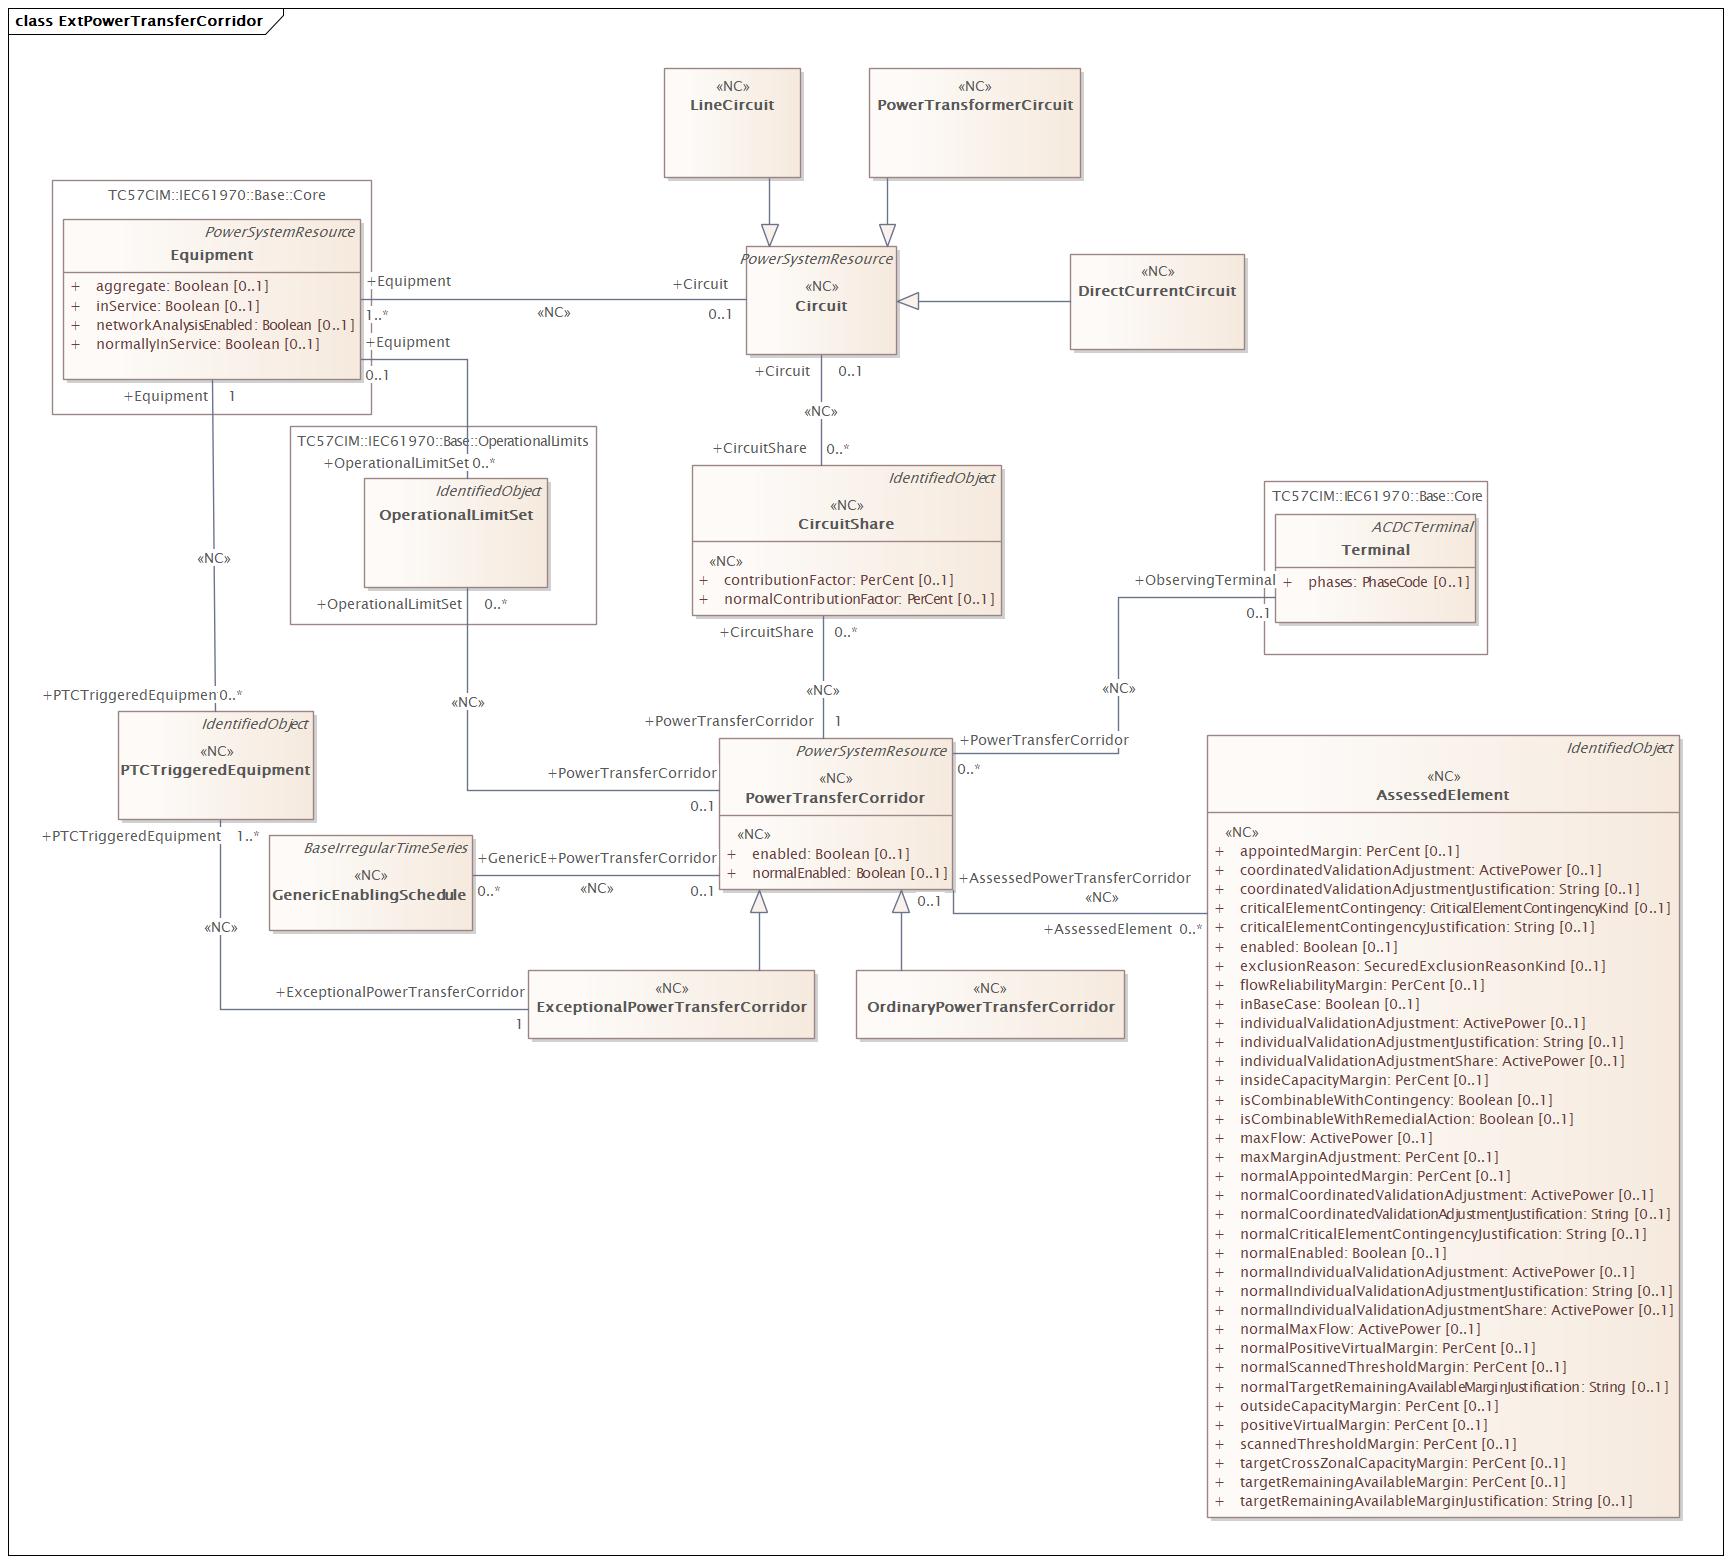 class ExtPowerTransferCorridor
«NC»
LineCircuit
«NC»
PowerTransformerCircuit
TC57CIM::IEC61970::Base::Core
PowerSystemResource
Equipment
+ aggregate: Boolean [0..1]
+ inService: Boolean [0..1]
+ networkAnalysisEnabled: Boolean [0..1]
+ normallyInService: Boolean [0..1]
+Equipment
1..*
«NC»
+Circuit
0..1
PowerSystemResource
«NC»
Circuit
«NC»
DirectCurrentCircuit
+Equipment
0..1
+Equipment 1
+Circuit 0..1
«NC»
TC57CIM::IEC61970::Base::OperationalLimits
+OperationalLimitSet 0..*
IdentifiedObject
OperationalLimitSet
+OperationalLimitSet 0..*
+CircuitShare 0..*
IdentifiedObject
«NC»
CircuitShare
«NC»
+ contributionFactor: PerCent [0..1]
+ normalContributionFactor: PerCent [0..1]
+CircuitShare 0..*
TC57CIM::IEC61970::Base::Core
ACDCTerminal
Terminal
+ phases: PhaseCode [0..1]
+ObservingTerminal
0..1
«NC»
«NC»
«NC»
«NC»
+PTCTriggeredEquipmen 0..*
IdentifiedObject
«NC»
PTCTriggeredEquipment
+PTCTriggeredEquipment 1..*
+PowerTransferCorridor 1
+PowerTransferCorridor
0..1
PowerSystemResource
«NC»
PowerTransferCorridor
«NC»
+ enabled: Boolean [0..1]
+ normalEnabled: Boolean [0..1]
+PowerTransferCorridor
0..*
BaseIrregularTimeSeries
«NC»
GenericEnablingSchedule
+GenericE+PowerTransferCorridor
0..* «NC» 0..1
+AssessedPowerTransferCorridor
0..1 «NC»
+AssessedElement 0..*
«NC»
+ExceptionalPowerTransferCorridor
1
«NC»
ExceptionalPowerTransferCorridor
«NC»
OrdinaryPowerTransferCorridor
IdentifiedObject
«NC»
AssessedElement
«NC»
+ appointedMargin: PerCent [0..1]
+ coordinatedValidationAdjustment: ActivePower [0..1]
+ coordinatedValidationAdjustmentJustification: String [0..1]
+ criticalElementContingency: CriticalElementContingencyKind [0..1]
+ criticalElementContingencyJustification: String [0..1]
+ enabled: Boolean [0..1]
+ exclusionReason: SecuredExclusionReasonKind [0..1]
+ flowReliabilityMargin: PerCent [0..1]
+ inBaseCase: Boolean [0..1]
+ individualValidationAdjustment: ActivePower [0..1]
+ individualValidationAdjustmentJustification: String [0..1]
+ individualValidationAdjustmentShare: ActivePower [0..1]
+ insideCapacityMargin: PerCent [0..1]
+ isCombinableWithContingency: Boolean [0..1]
+ isCombinableWithRemedialAction: Boolean [0..1]
+ maxFlow: ActivePower [0..1]
+ maxMarginAdjustment: PerCent [0..1]
+ normalAppointedMargin: PerCent [0..1]
+ normalCoordinatedValidationAdjustment: ActivePower [0..1]
+ normalCoordinatedValidationAdjustmentJustification: String [0..1]
+ normalCriticalElementContingencyJustification: String [0..1]
+ normalEnabled: Boolean [0..1]
+ normalIndividualValidationAdjustment: ActivePower [0..1]
+ normalIndividualValidationAdjustmentJustification: String [0..1]
+ normalIndividualValidationAdjustmentShare: ActivePower [0..1]
+ normalMaxFlow: ActivePower [0..1]
+ normalPositiveVirtualMargin: PerCent [0..1]
+ normalScannedThresholdMargin: PerCent [0..1]
+ normalTargetRemainingAvailableMarginJustification: String [0..1]
+ outsideCapacityMargin: PerCent [0..1]
+ positiveVirtualMargin: PerCent [0..1]
+ scannedThresholdMargin: PerCent [0..1]
+ targetCrossZonalCapacityMargin: PerCent [0..1]
+ targetRemainingAvailableMargin: PerCent [0..1]
+ targetRemainingAvailableMarginJustification: String [0..1]